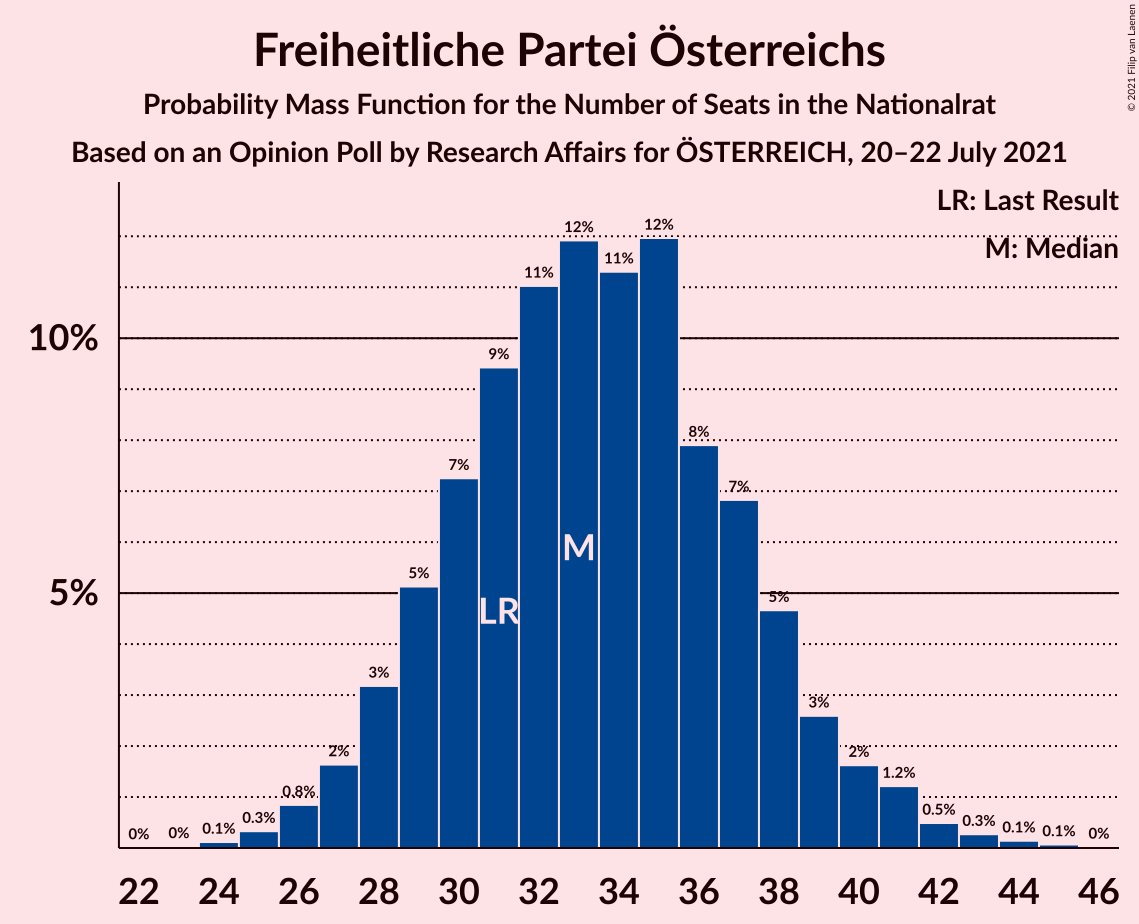 Freiheitliche Partei Österreichs
Probability Mass Function for the Number of Seats in the Nationalrat
Based on an Opinion Poll by Research Affairs for ÖSTERREICH, 20–22 July 2021
© 2021 Filip van Laenen
LR: Last Result
M: Median
12% 12%
11% 11%
10%
9%
8%
7% 7%
M
5%
5% 5%
LR
3% 3%
2% 2%
0.8% 1.2%
0% 0% 0.1% 0.3% 0.5% 0.3% 0.1% 0.1% 0%
22 24 26 28 30 32 34 36 38 40 42 44 46